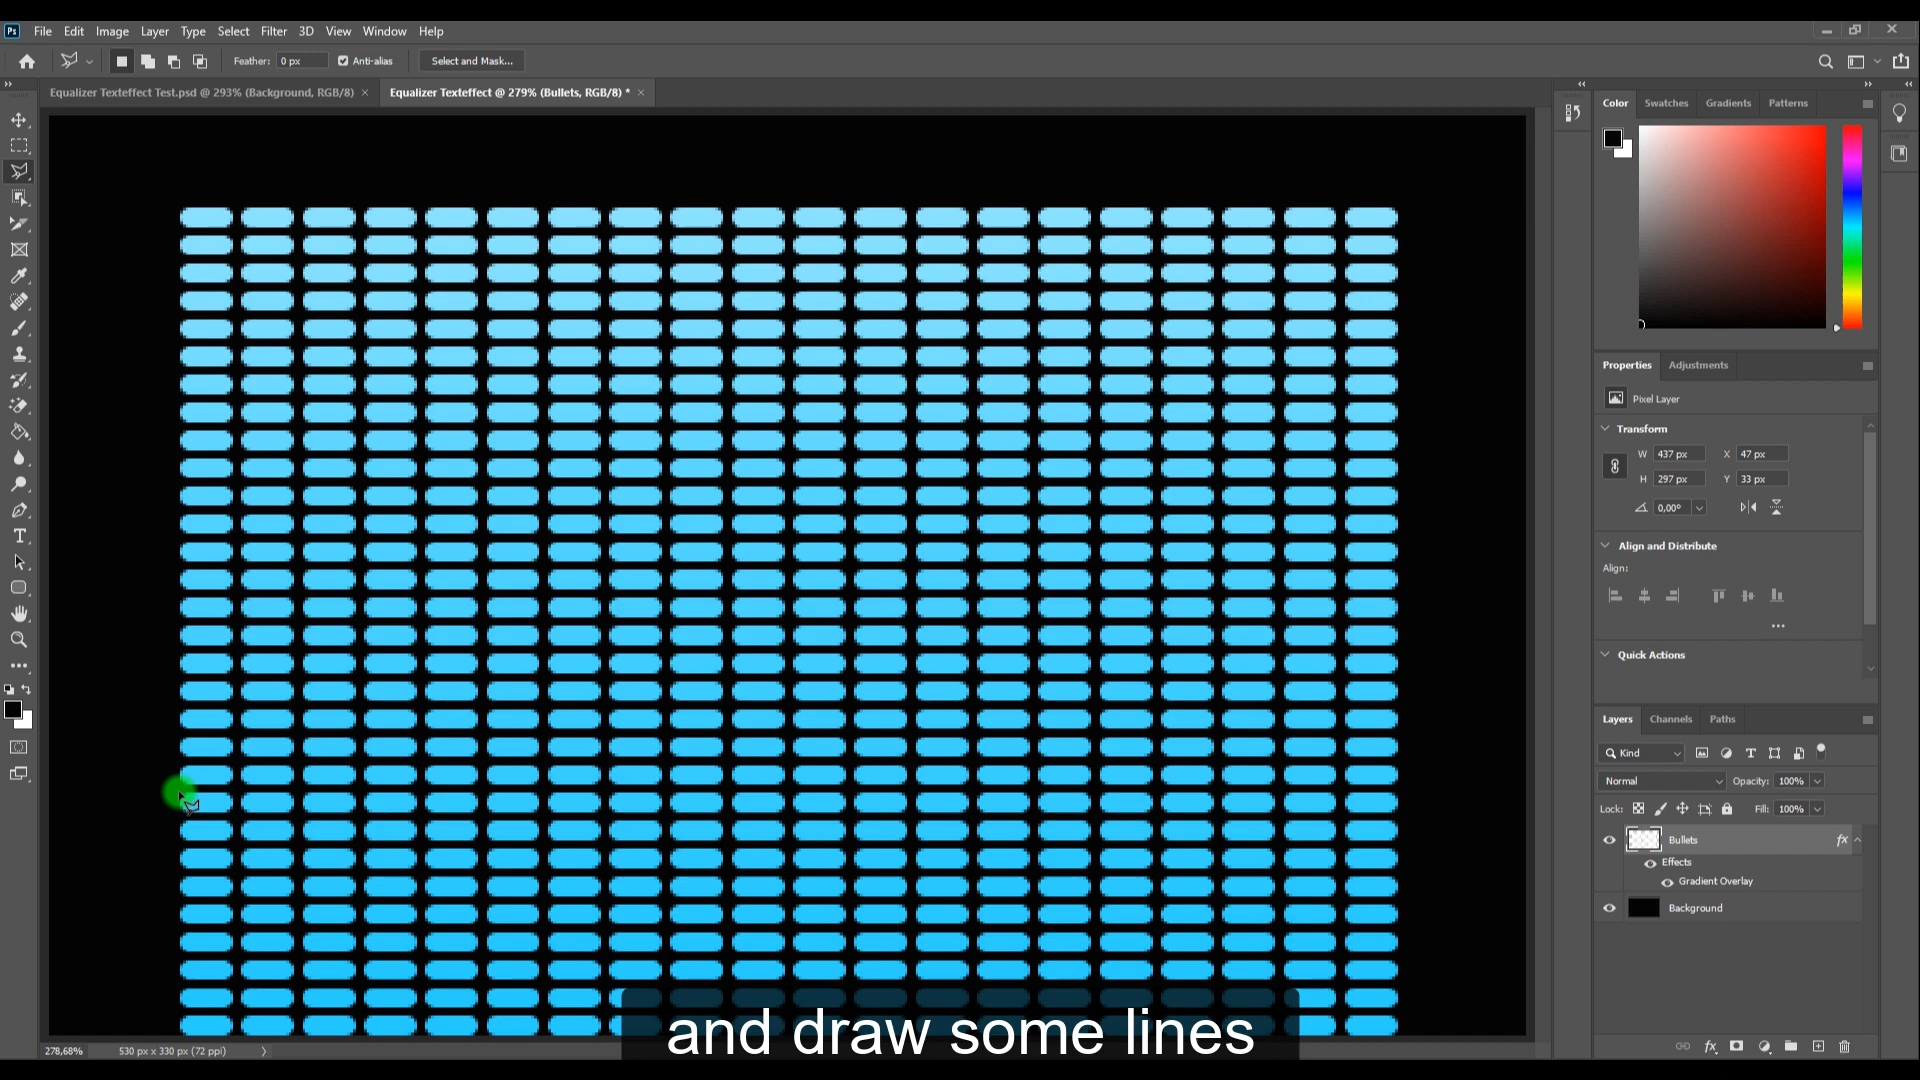 Ps File Edit Image Layer Type Select Filter 3D View Window Help
Feather: 0 px Anti-alias Select and Mask...
Equalizer Texteffect Test.psd @ 293% (Background, RGB/8) × Equalizer Texteffect @ 279% (Bullets, RGB/8) * ×
Color Swatches Gradients Patterns
Properties Adjustments
Pixel Layer
Transform
W 437 px X 47 px
H 297 px Y 33 px
0,00°
Align and Distribute
Align:
Quick Actions
Layers Channels Paths
Kind
Normal Opacity: 100%
Lock: Fill: 100%
Bullets fx
Effects
Gradient Overlay
Background
and draw some lines
278,68% 530 px x 330 px (72 ppi)
fx